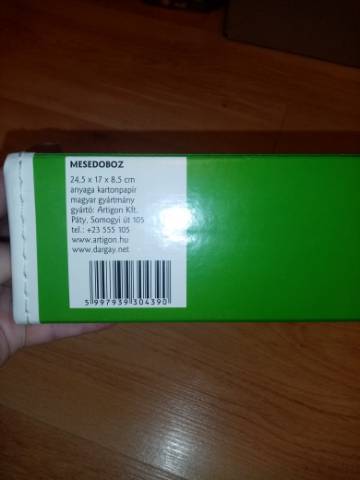 MESEDOBOZ
24,5 x 17 x 8,5 cm
anyaga kartonpapír
magyar gyártmány
gyártó: Artigon Kft.
Páty, Somogyi út 105
tel.: +23 555 105
www.artigon.hu
www.dargay.net
5 997939 304390